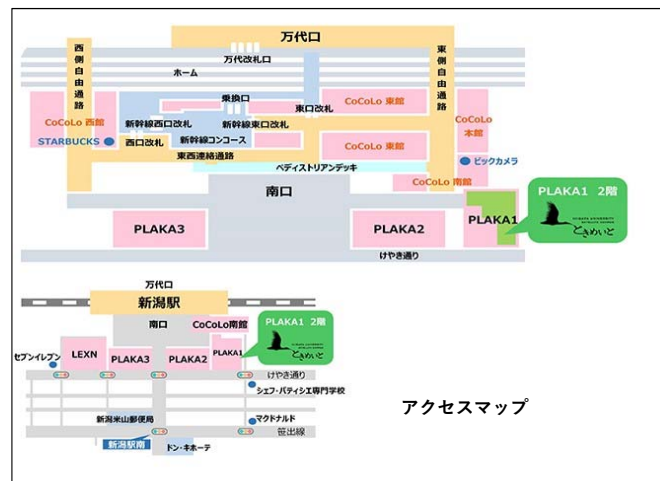 万代口
西側自由通路
東側自由通路
万代改札口
ホーム
乗換口
CoCoLo 東館
東口改札
CoCoLo 西館
新幹線西口改札
新幹線東口改札
CoCoLo 本館
STARBUCKS
西口改札
新幹線コンコース
CoCoLo 東館
東西連絡通路
ビックカメラ
ペディストリアンデッキ
CoCoLo 南館
南口
PLAKA1 2階
PLAKA3
PLAKA2
PLAKA1
ときめいと
けやき通り
万代口
新潟駅
南口
CoCoLo南館
PLAKA1 2階
セブンイレブン
LEXN
PLAKA3
PLAKA2
PLAKA1
ときめいと
けやき通り
シェフ・パティシエ専門学校
アクセスマップ
新潟米山郵便局
マクドナルド
笹出線
新潟駅南
ドン・キホーテ